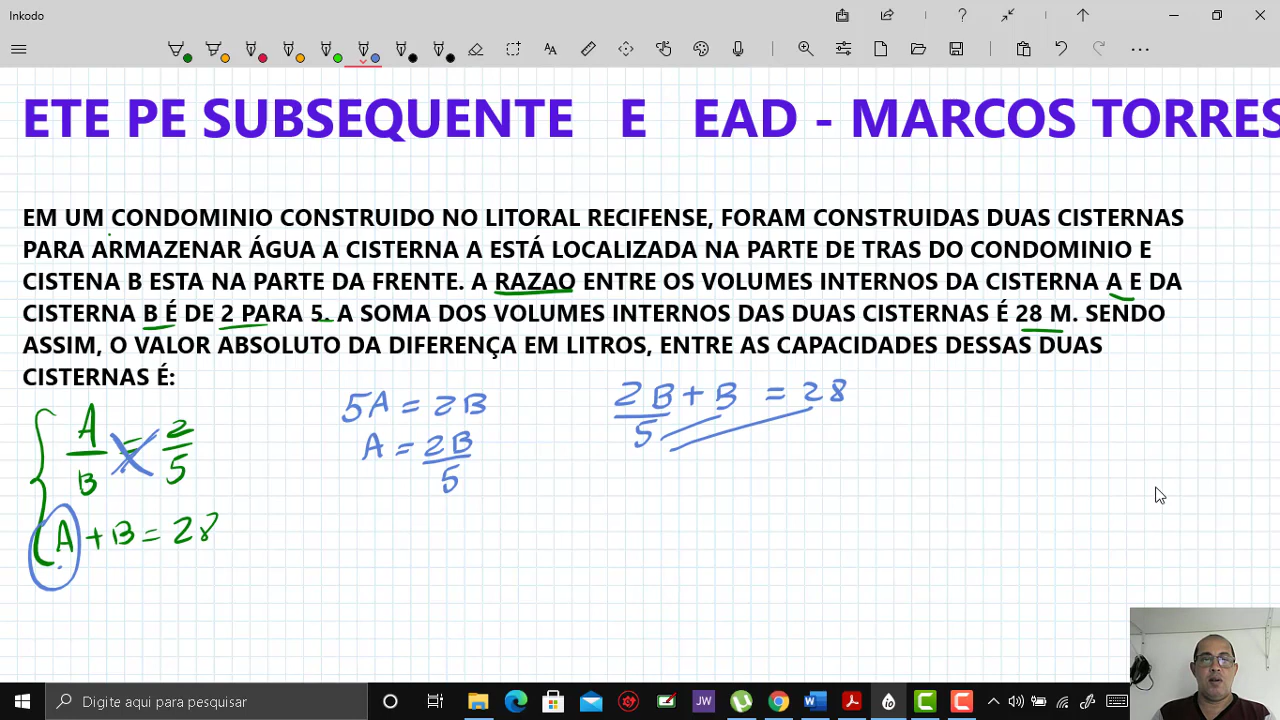 Inkodo
ETE PE SUBSEQUENTE E EAD - MARCOS TORRES
EM UM CONDOMINIO CONSTRUIDO NO LITORAL RECIFENSE, FORAM CONSTRUIDAS DUAS CISTERNAS
PARA ARMAZENAR ÁGUA A CISTERNA A ESTÁ LOCALIZADA NA PARTE DE TRAS DO CONDOMINIO E
CISTENA B ESTA NA PARTE DA FRENTE. A RAZAO ENTRE OS VOLUMES INTERNOS DA CISTERNA A E DA
CISTERNA B É DE 2 PARA 5. A SOMA DOS VOLUMES INTERNOS DAS DUAS CISTERNAS É 28 M. SENDO
ASSIM, O VALOR ABSOLUTO DA DIFERENÇA EM LITROS, ENTRE AS CAPACIDADES DESSAS DUAS
CISTERNAS É:
A/B = 2/5
A + B = 28
5A = 2B
A = 2B/5
2B/5 + B = 28
Digite aqui para pesquisar
JW